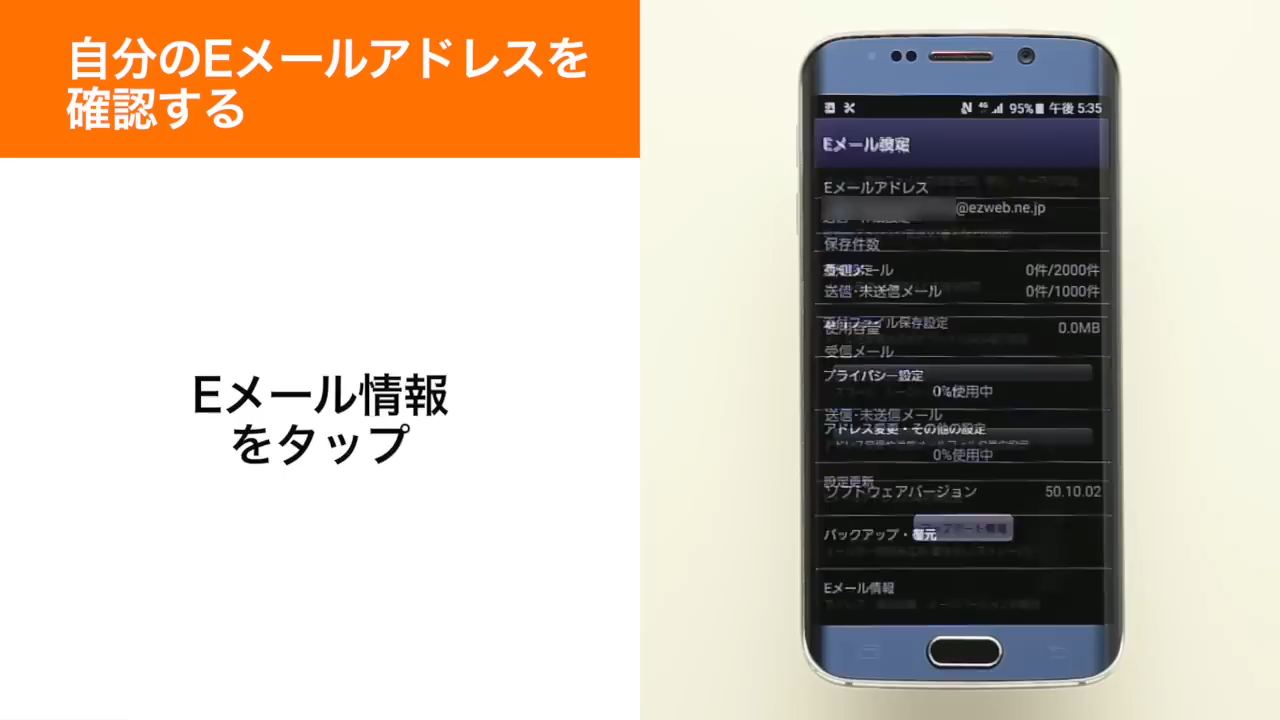 自分のEメールアドレスを
確認する
Eメール情報
をタップ
95% 午後 5:35
Eメール
Eメールアドレス
@ezweb.ne.jp
保存件数
0件/2000件
送信・未送信メール 0件/1000件
使用容量 0.0MB
受信メール
プライバシー設定
0%使用中
送信・未送信メール
アドレス変更・その他の設定
0%使用中
設定更新
ソフトウェアバージョン 50.10.02
バックアップ・復元
Eメール情報